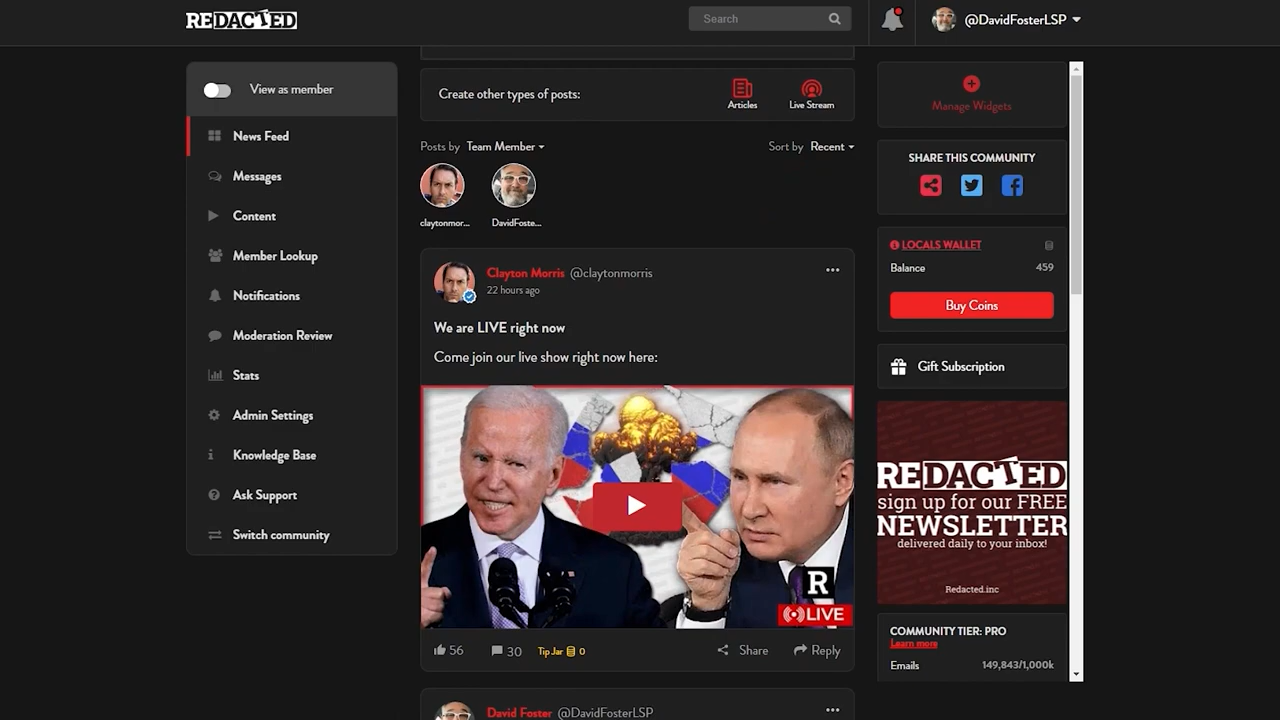 REDACTED
Search
@DavidFosterLSP
View as member
News Feed
Messages
Content
Member Lookup
Notifications
Moderation Review
Stats
Admin Settings
Knowledge Base
Ask Support
Switch community
Create other types of posts:
Articles
Live Stream
Posts by Team Member
Sort by Recent
claytonmor...
DavidFoste...
Clayton Morris @claytonmorris
22 hours ago
We are LIVE right now
Come join our live show right now here:
R
LIVE
56
30
Tip Jar 0
Share
Reply
David Foster @DavidFosterLSP
Manage Widgets
SHARE THIS COMMUNITY
LOCALS WALLET
Balance 459
Buy Coins
Gift Subscription
REDACTED
sign up for our FREE
NEWSLETTER
delivered daily to your inbox!
Redacted.inc
COMMUNITY TIER: PRO
Learn more
Emails 149,843/1,000k